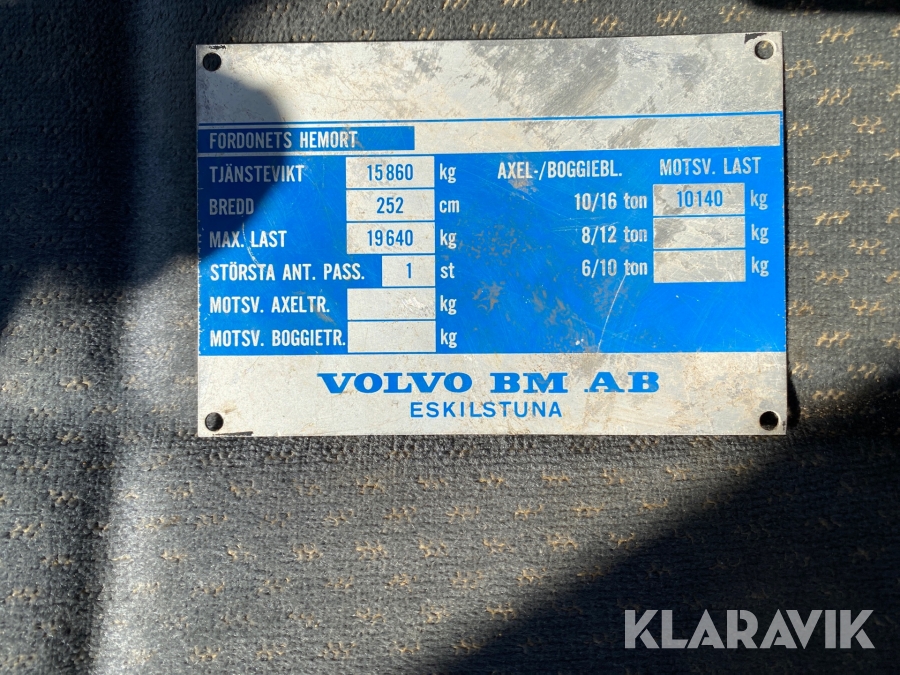 FORDONETS HEMORT
TJÄNSTEVIKT 15860 kg AXEL-/BOGGIEBL. MOTSV. LAST
BREDD 252 cm 10/16 ton 10140 kg
MAX. LAST 19640 kg 8/12 ton kg
STÖRSTA ANT. PASS. 1 st 6/10 ton kg
MOTSV. AXELTR. kg
MOTSV. BOGGIETR. kg
VOLVO BM AB
ESKILSTUNA
KLARAVIK